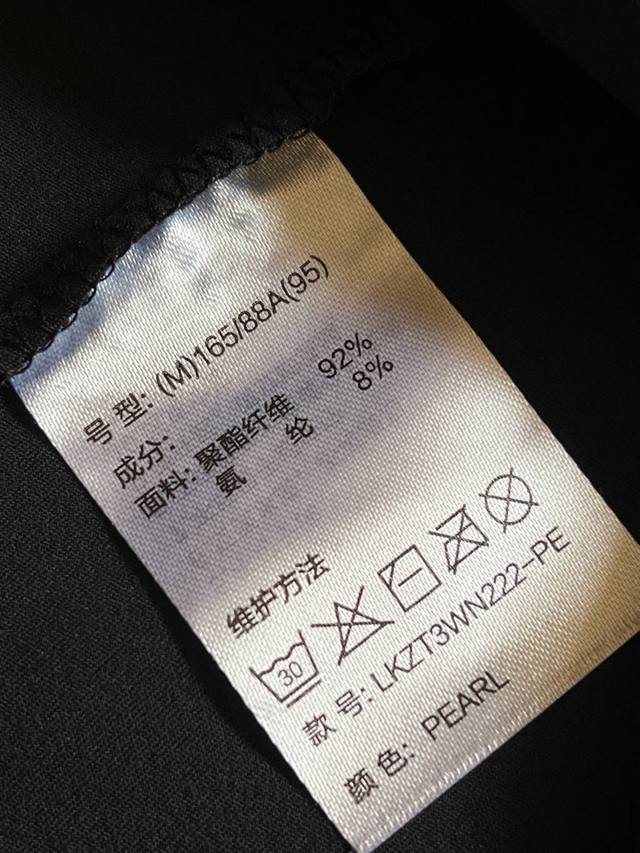 号 型: (M)165/88A(95)
成分:
面料: 聚酯纤维 92%
氨 纶 8%
维护方法
30
款 号: LKZT3WN222-PE
颜 色: PEARL